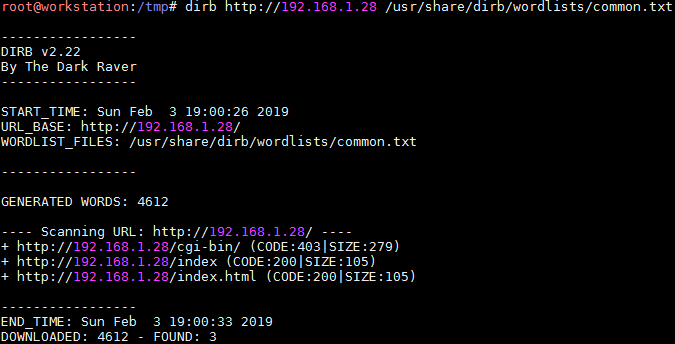 root@workstation:/tmp# dirb http://192.168.1.28 /usr/share/dirb/wordlists/common.txt
-----------------
DIRB v2.22
By The Dark Raver
-----------------
START_TIME: Sun Feb  3 19:00:26 2019
URL_BASE: http://192.168.1.28/
WORDLIST_FILES: /usr/share/dirb/wordlists/common.txt
-----------------
GENERATED WORDS: 4612
---- Scanning URL: http://192.168.1.28/ ----
+ http://192.168.1.28/cgi-bin/ (CODE:403|SIZE:279)
+ http://192.168.1.28/index (CODE:200|SIZE:105)
+ http://192.168.1.28/index.html (CODE:200|SIZE:105)
-----------------
END_TIME: Sun Feb  3 19:00:33 2019
DOWNLOADED: 4612 - FOUND: 3